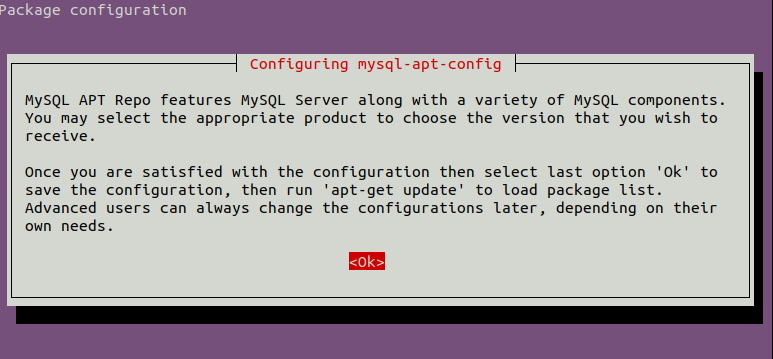 Package configuration
Configuring mysql-apt-config
MySQL APT Repo features MySQL Server along with a variety of MySQL components.
You may select the appropriate product to choose the version that you wish to
receive.
Once you are satisfied with the configuration then select last option 'Ok' to
save the configuration, then run 'apt-get update' to load package list.
Advanced users can always change the configurations later, depending on their
own needs.
<Ok>